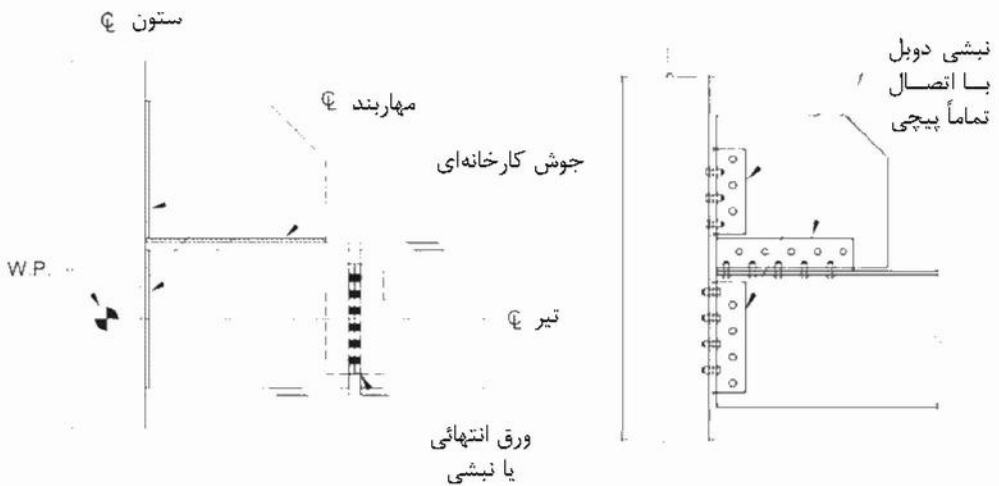 ستون ℄
مهاربند ℄
جوش کارخانه‌ای
W.P.
تیر ℄
ورق انتهائی
یا نبشی
نبشی دوبل
با اتصال
تماماً پیچی